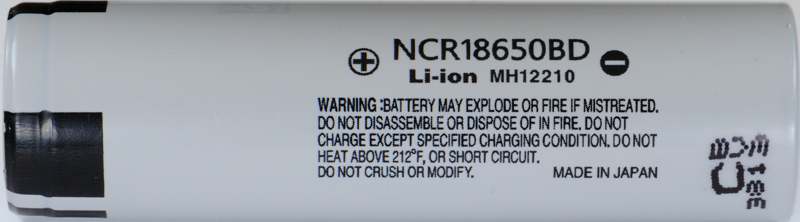 ⊕ NCR18650BD ⊖
Li-ion MH12210
WARNING :BATTERY MAY EXPLODE OR FIRE IF MISTREATED.
DO NOT DISASSEMBLE OR DISPOSE OF IN FIRE. DO NOT
CHARGE EXCEPT SPECIFIED CHARGING CONDITION. DO NOT
HEAT ABOVE 212°F, OR SHORT CIRCUIT.
DO NOT CRUSH OR MODIFY. MADE IN JAPAN